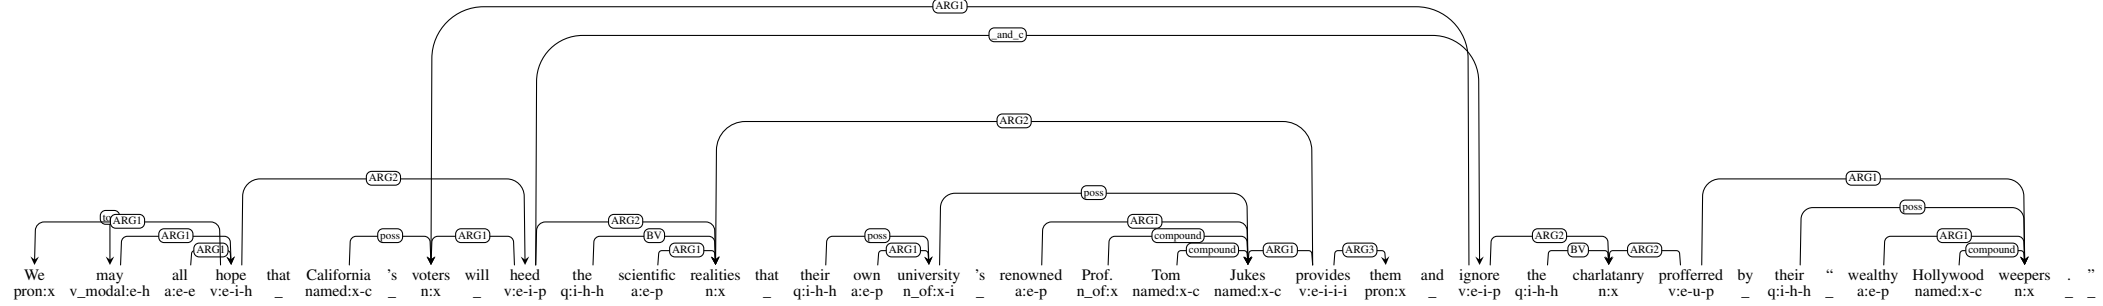 ARG1
_and_c
ARG2
ARG2 ARG1
poss poss
ARG1 ARG2 ARG1
ARG1 poss ARG1 BV poss compound ARG2 ARG1
ARG1 ARG1 ARG1 compound ARG1 ARG3 BV ARG2 compound
We may all hope that California 's voters will heed the scientific realities that their own university 's renowned Prof. Tom Jukes provides them and ignore the charlatanry profferred by their “ wealthy Hollywood weepers . ”
pron:x v_modal:e-h a:e-e v:e-i-h _ named:x-c _ n:x _ v:e-i-p q:i-h-h a:e-p n:x _ q:i-h-h a:e-p n_of:x-i _ a:e-p n_of:x named:x-c named:x-c v:e-i-i-i pron:x _ v:e-i-p q:i-h-h n:x v:e-u-p _ q:i-h-h _ a:e-p named:x-c n:x _ _